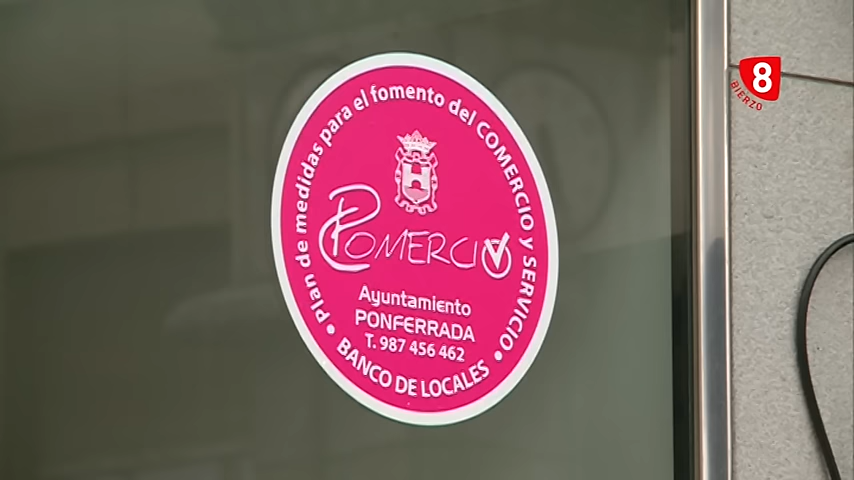 Plan de medidas para el fomento del COMERCIO y SERVICIO
PCOMERCIO
Ayuntamiento
PONFERRADA
T. 987 456 462
BANCO DE LOCALES
8
BIERZO